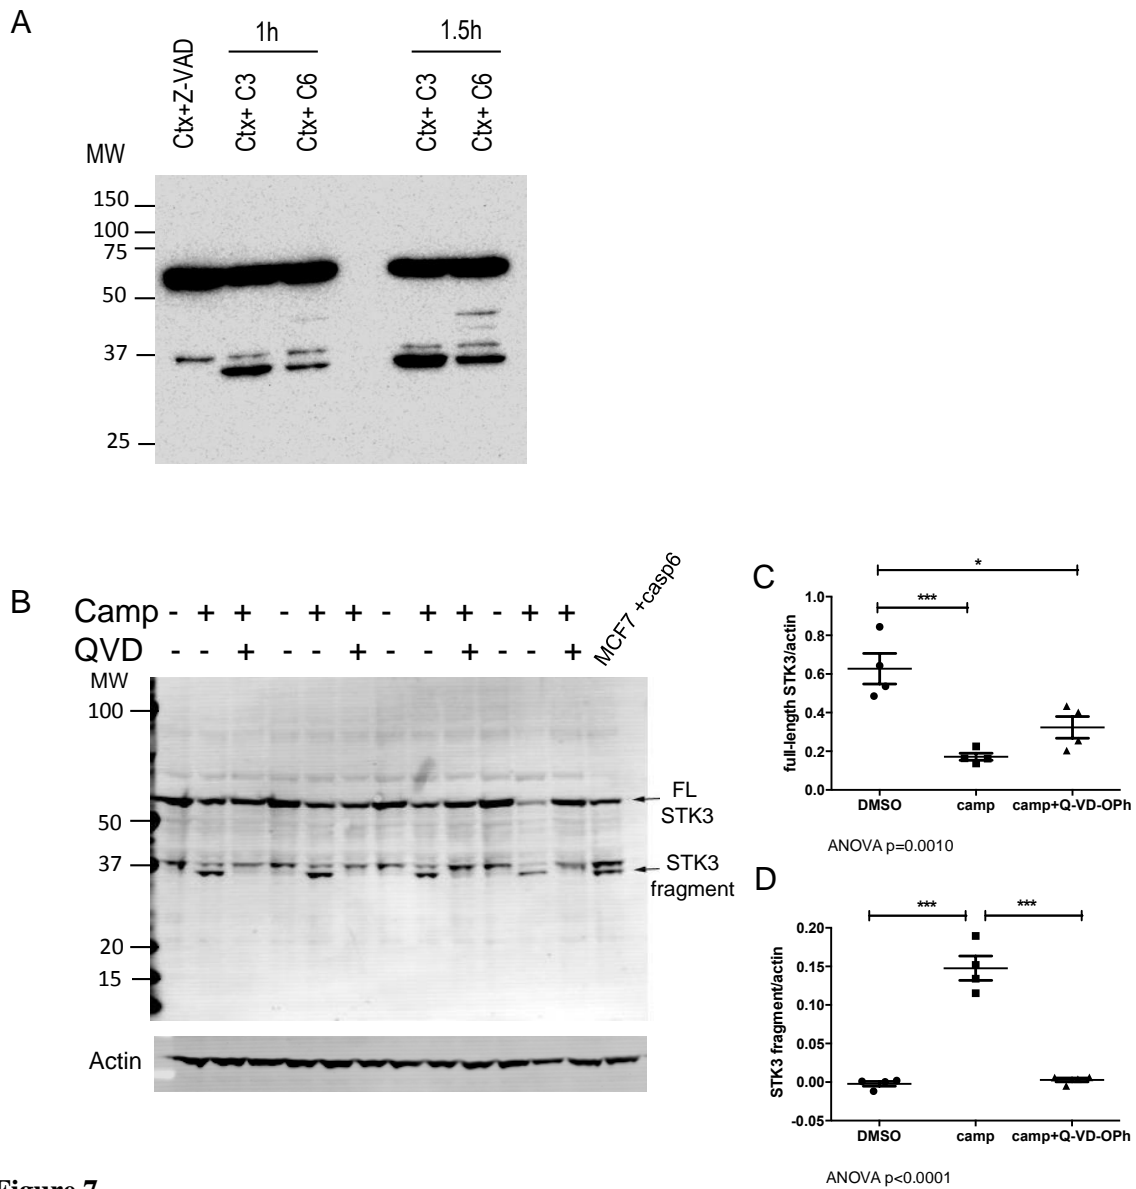 A
1h
1.5h
Ctx+Z-VAD
Ctx+ C3
Ctx+ C6
Ctx+ C3
Ctx+ C6
MW
150
100
75
50
37
25
B
Camp - + + - + + - + + - + +
QVD - - + - - + - - + - - +
MCF7 +casp6
MW
100
50
37
20
15
FL
STK3
STK3
fragment
Actin
C
*
***
full-length STK3/actin
1.0
0.8
0.6
0.4
0.2
0.0
DMSO camp camp+Q-VD-OPh
ANOVA p=0.0010
D
*** ***
STK3 fragment/actin
0.20
0.15
0.10
0.05
0.00
-0.05
DMSO camp camp+Q-VD-OPh
ANOVA p<0.0001
Figure 7